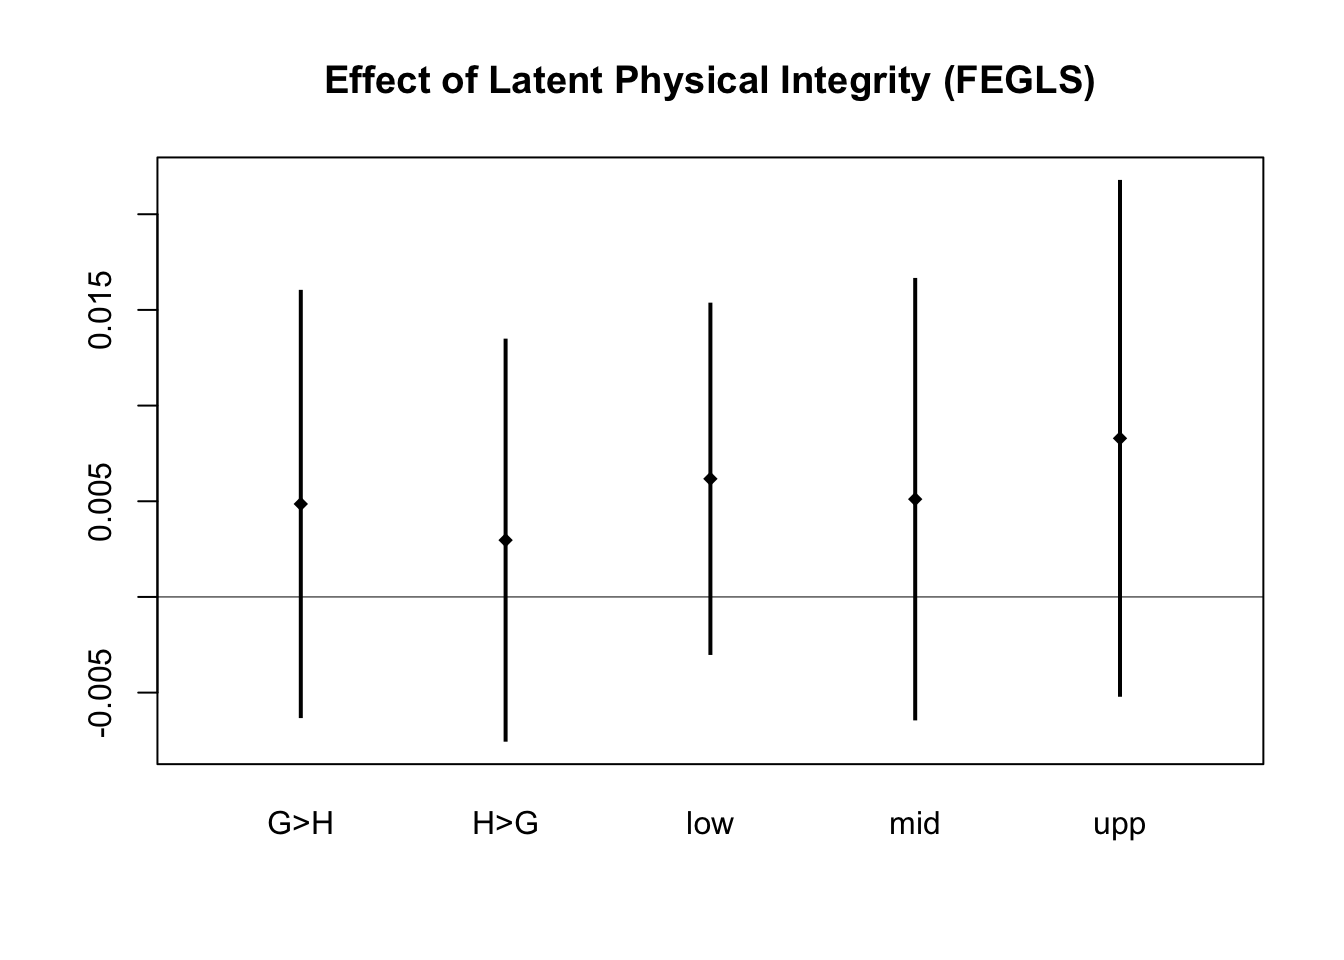 Effect of Latent Physical Integrity (FEGLS)
0.015
0.005
-0.005
G>H H>G low mid upp